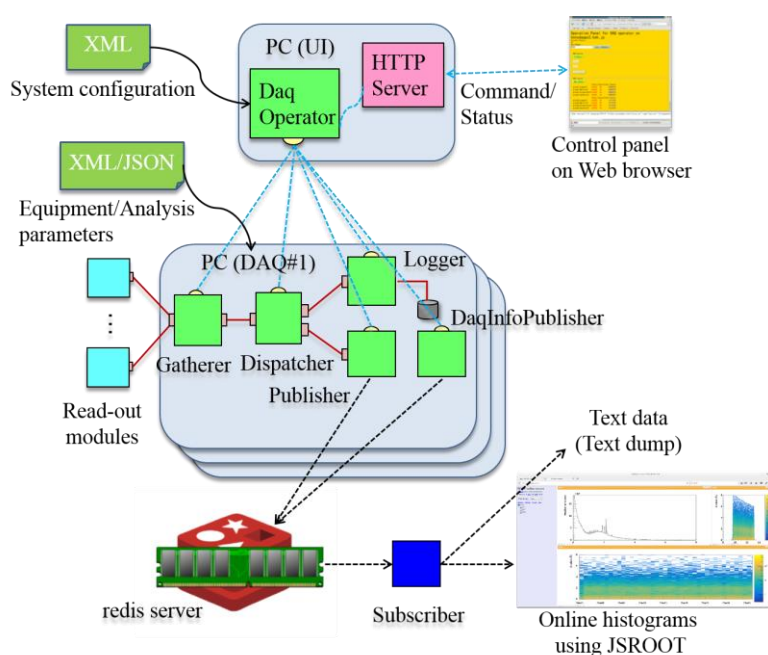 XML
System configuration
PC (UI)
Daq
Operator
HTTP
Server
Command/
Status
Control panel
on Web browser
XML/JSON
Equipment/Analysis
parameters
PC (DAQ#1)
Logger
DaqInfoPublisher
Gatherer
Dispatcher
Publisher
...
Read-out
modules
Text data
(Text dump)
redis server
Subscriber
Online histograms
using JSROOT